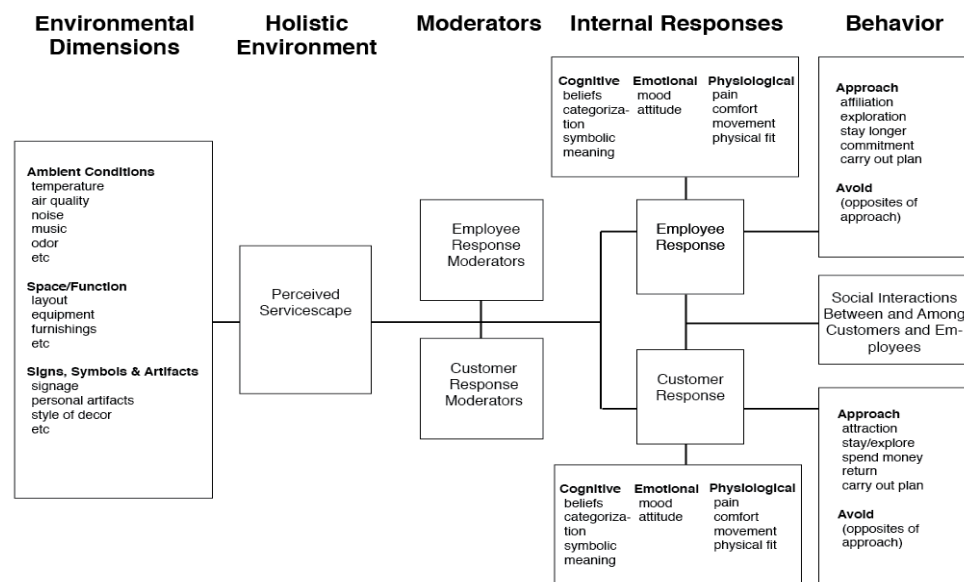 Environmental
Dimensions
Holistic
Environment
Moderators
Internal Responses
Behavior
Ambient Conditions
temperature
air quality
noise
music
odor
etc
Space/Function
layout
equipment
furnishings
etc
Signs, Symbols & Artifacts
signage
personal artifacts
style of decor
etc
Perceived
Servicescape
Employee
Response
Moderators
Customer
Response
Moderators
Cognitive
beliefs
categoriza-
tion
symbolic
meaning
Emotional
mood
attitude
Physiological
pain
comfort
movement
physical fit
Employee
Response
Customer
Response
Cognitive
beliefs
categoriza-
tion
symbolic
meaning
Emotional
mood
attitude
Physiological
pain
comfort
movement
physical fit
Approach
affiliation
exploration
stay longer
commitment
carry out plan
Avoid
(opposites of
approach)
Social Interactions
Between and Among
Customers and Em-
ployees
Approach
attraction
stay/explore
spend money
return
carry out plan
Avoid
(opposites of
approach)